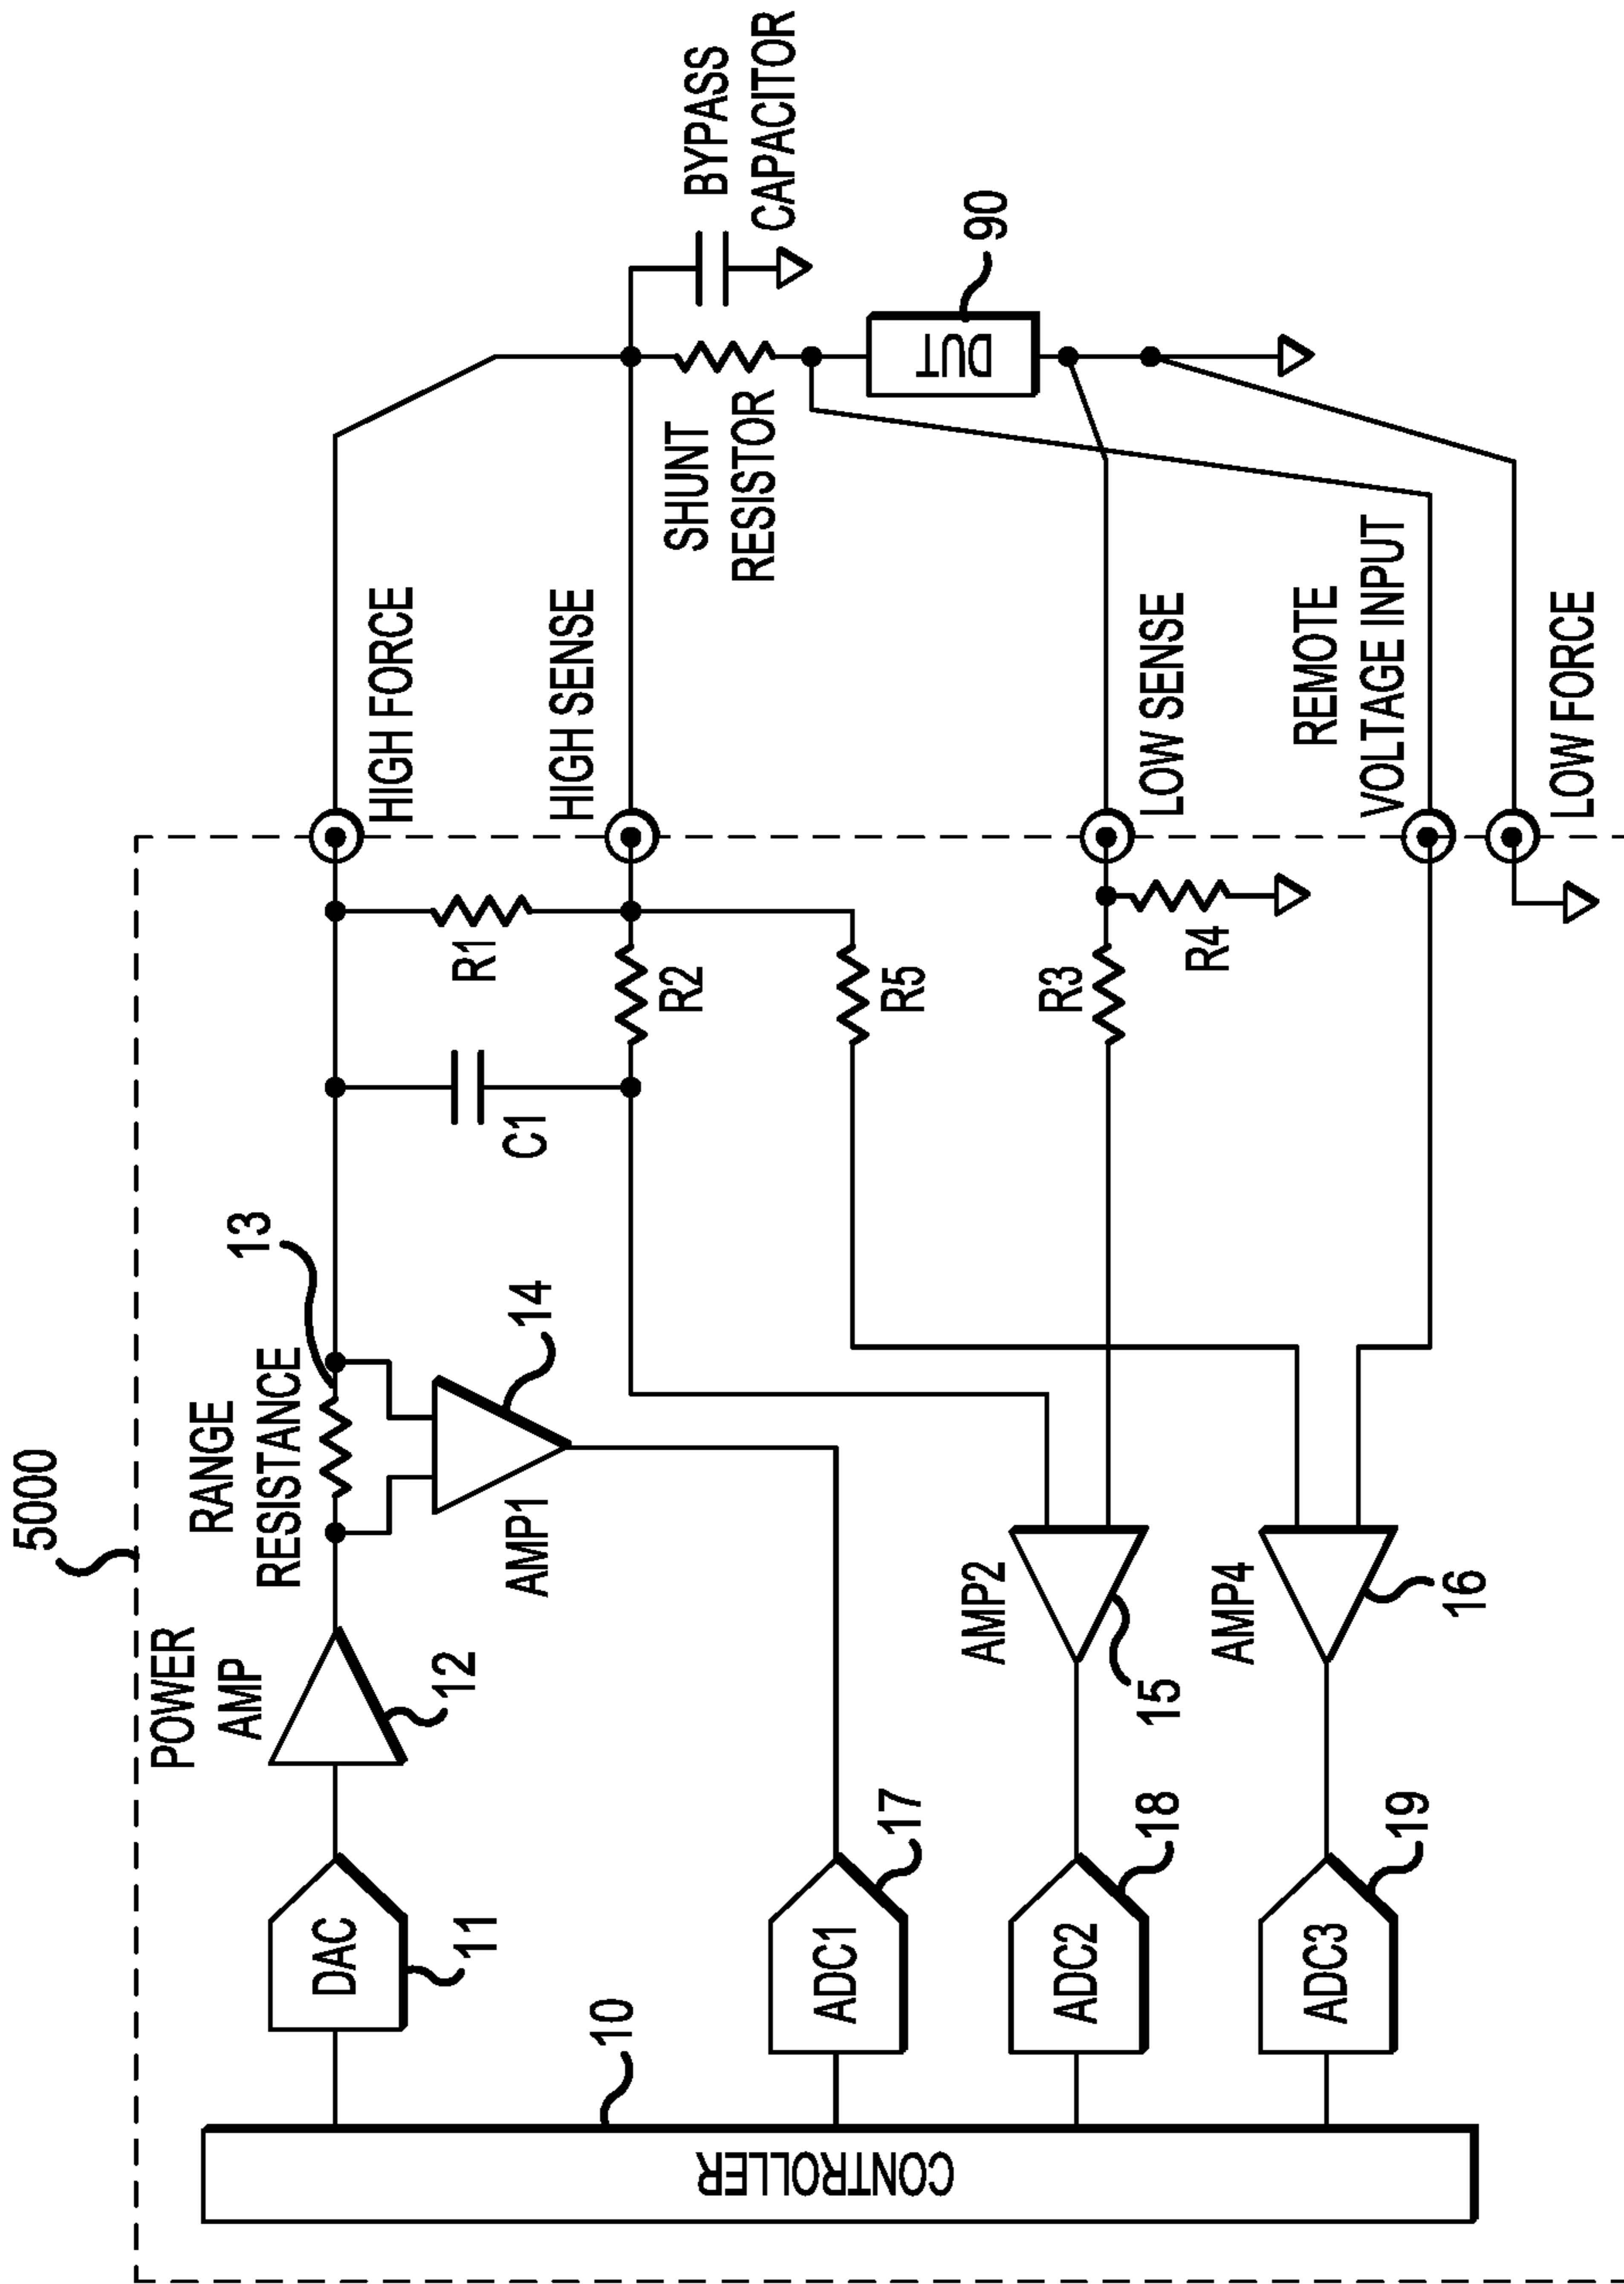 5000
POWER
AMP
RANGE
RESISTANCE
13
HIGH FORCE
DAC
11
12
14
AMP1
C1
R1
R2
HIGH SENSE
BYPASS
CAPACITOR
SHUNT
RESISTOR
10
CONTROLLER
ADC1
17
R5
DUT
90
AMP2
ADC2
18
15
R3
R4
LOW SENSE
AMP4
ADC3
19
16
REMOTE
VOLTAGE INPUT
LOW FORCE